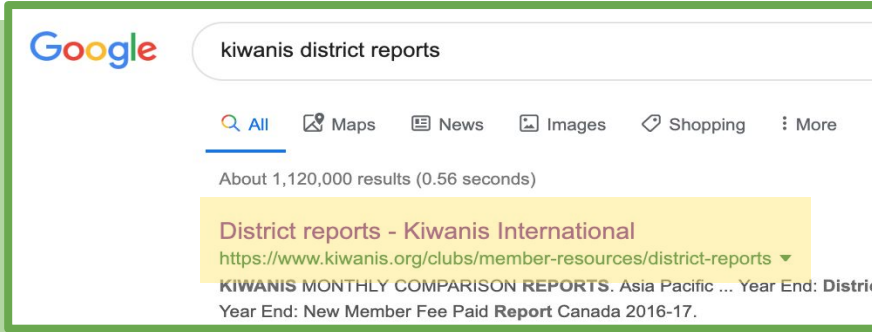 Google
kiwanis district reports
All Maps News Images Shopping More
About 1,120,000 results (0.56 seconds)
District reports - Kiwanis International
https://www.kiwanis.org/clubs/member-resources/district-reports
KIWANIS MONTHLY COMPARISON REPORTS. Asia Pacific ... Year End:
Year End: New Member Fee Paid Report Canada 2016-17.